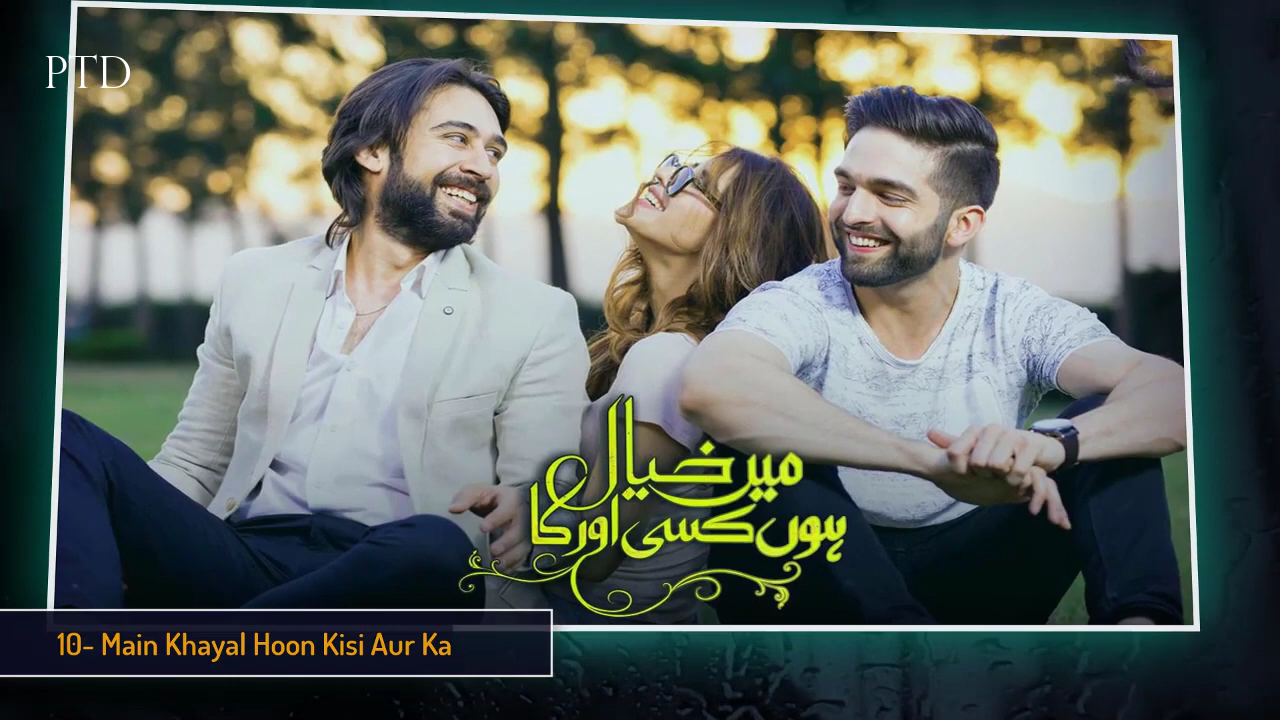 PTD
میں خیال
ہوں کسی اور کا
10- Main Khayal Hoon Kisi Aur Ka